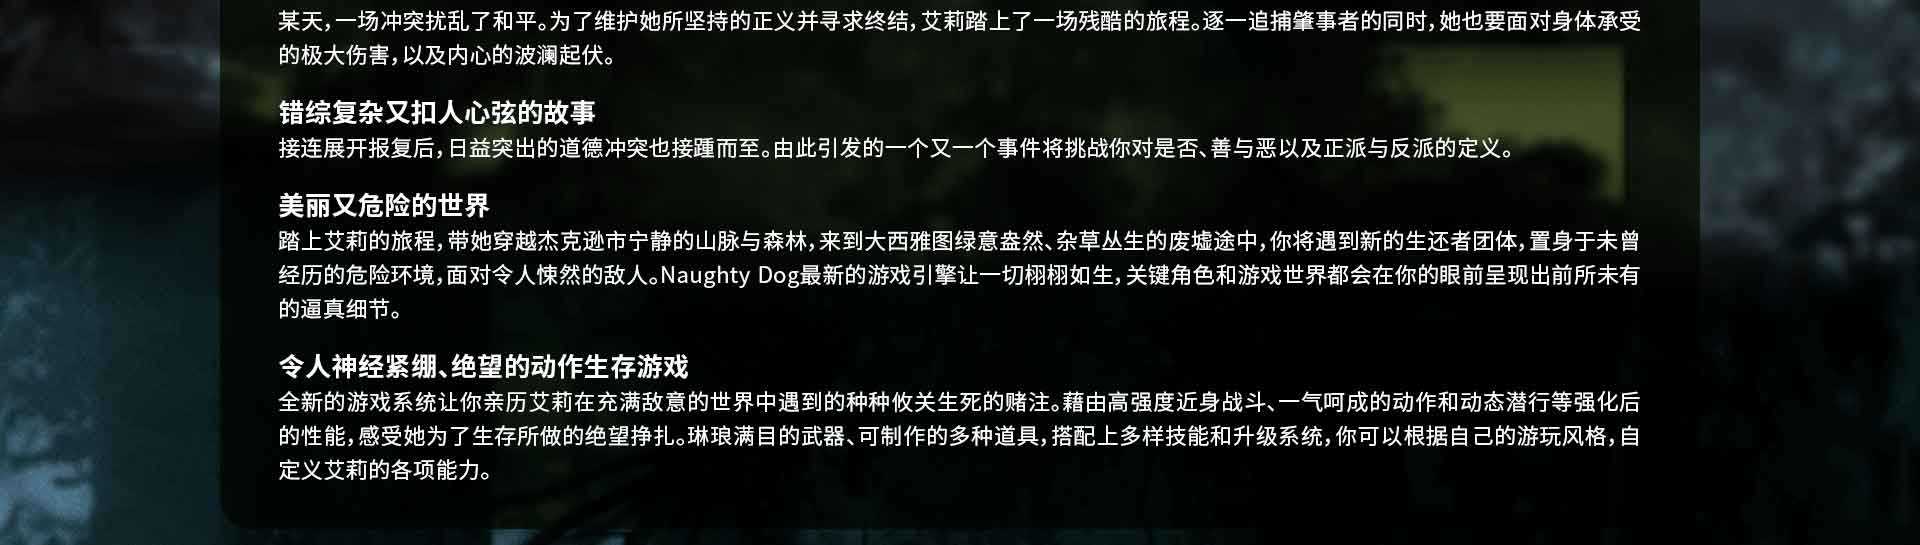 某天，一场冲突扰乱了和平。为了维护她所坚持的正义并寻求终结，艾莉踏上了一场残酷的旅程。逐一追捕肇事者的同时，她也要面对身体承受
的极大伤害，以及内心的波澜起伏。
错综复杂又扣人心弦的故事
接连展开报复后，日益突出的道德冲突也接踵而至。由此引发的一个又一个事件将挑战你对是否、善与恶以及正派与反派的定义。
美丽又危险的世界
踏上艾莉的旅程，带她穿越杰克逊市宁静的山脉与森林，来到大西雅图绿意盎然、杂草丛生的废墟途中，你将遇到新的生还者团体，置身于未曾
经历的危险环境，面对令人悚然的敌人。Naughty Dog最新的游戏引擎让一切栩栩如生，关键角色和游戏世界都会在你的眼前呈现出前所未有
的逼真细节。
令人神经紧绷、绝望的动作生存游戏
全新的游戏系统让你亲历艾莉在充满敌意的世界中遇到的种种攸关生死的赌注。藉由高强度近身战斗、一气呵成的动作和动态潜行等强化后
的性能，感受她为了生存所做的绝望挣扎。琳琅满目的武器、可制作的多种道具，搭配上多样技能和升级系统，你可以根据自己的游玩风格，自
定义艾莉的各项能力。